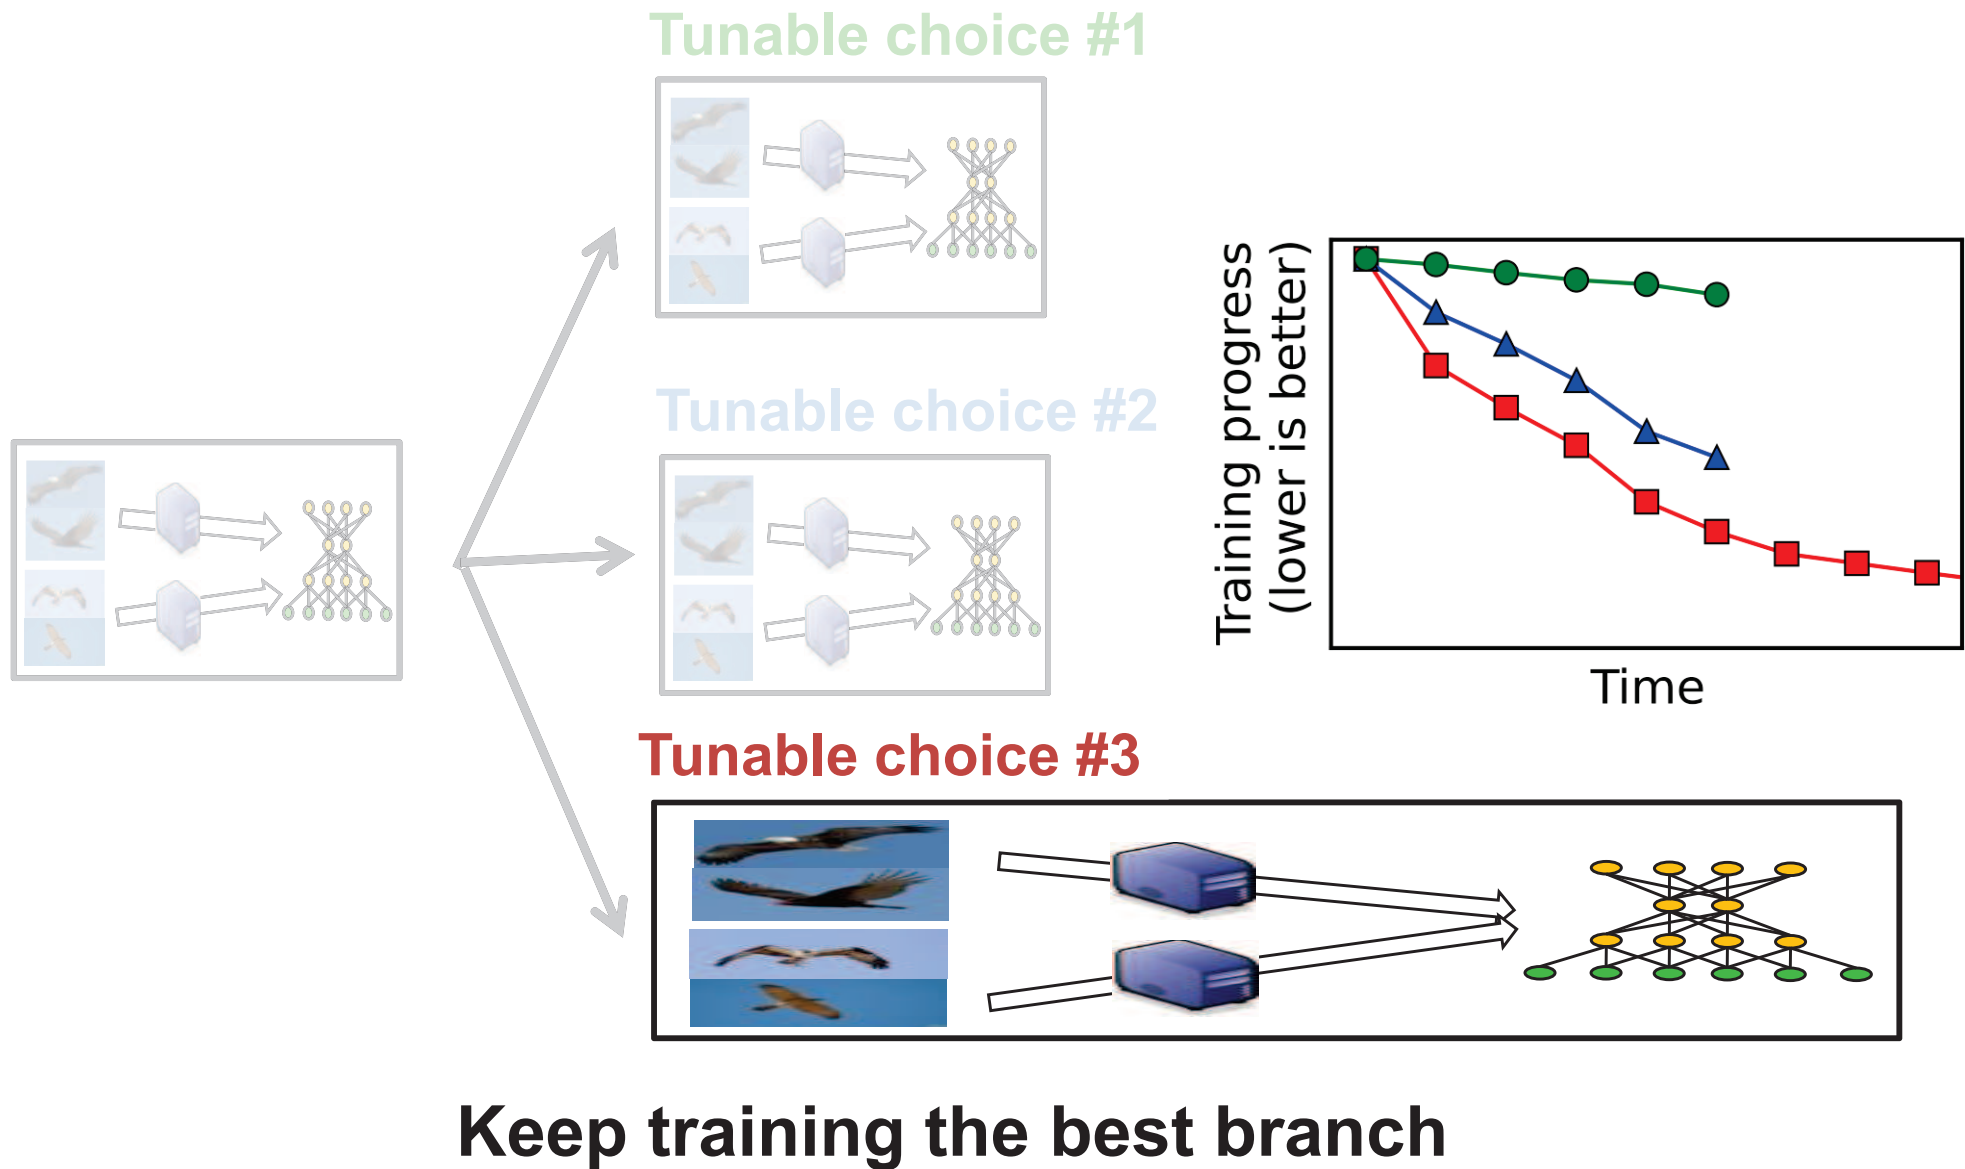 Tunable choice #1
Tunable choice #2
Training progress
(lower is better)
Time
Tunable choice #3
Keep training the best branch